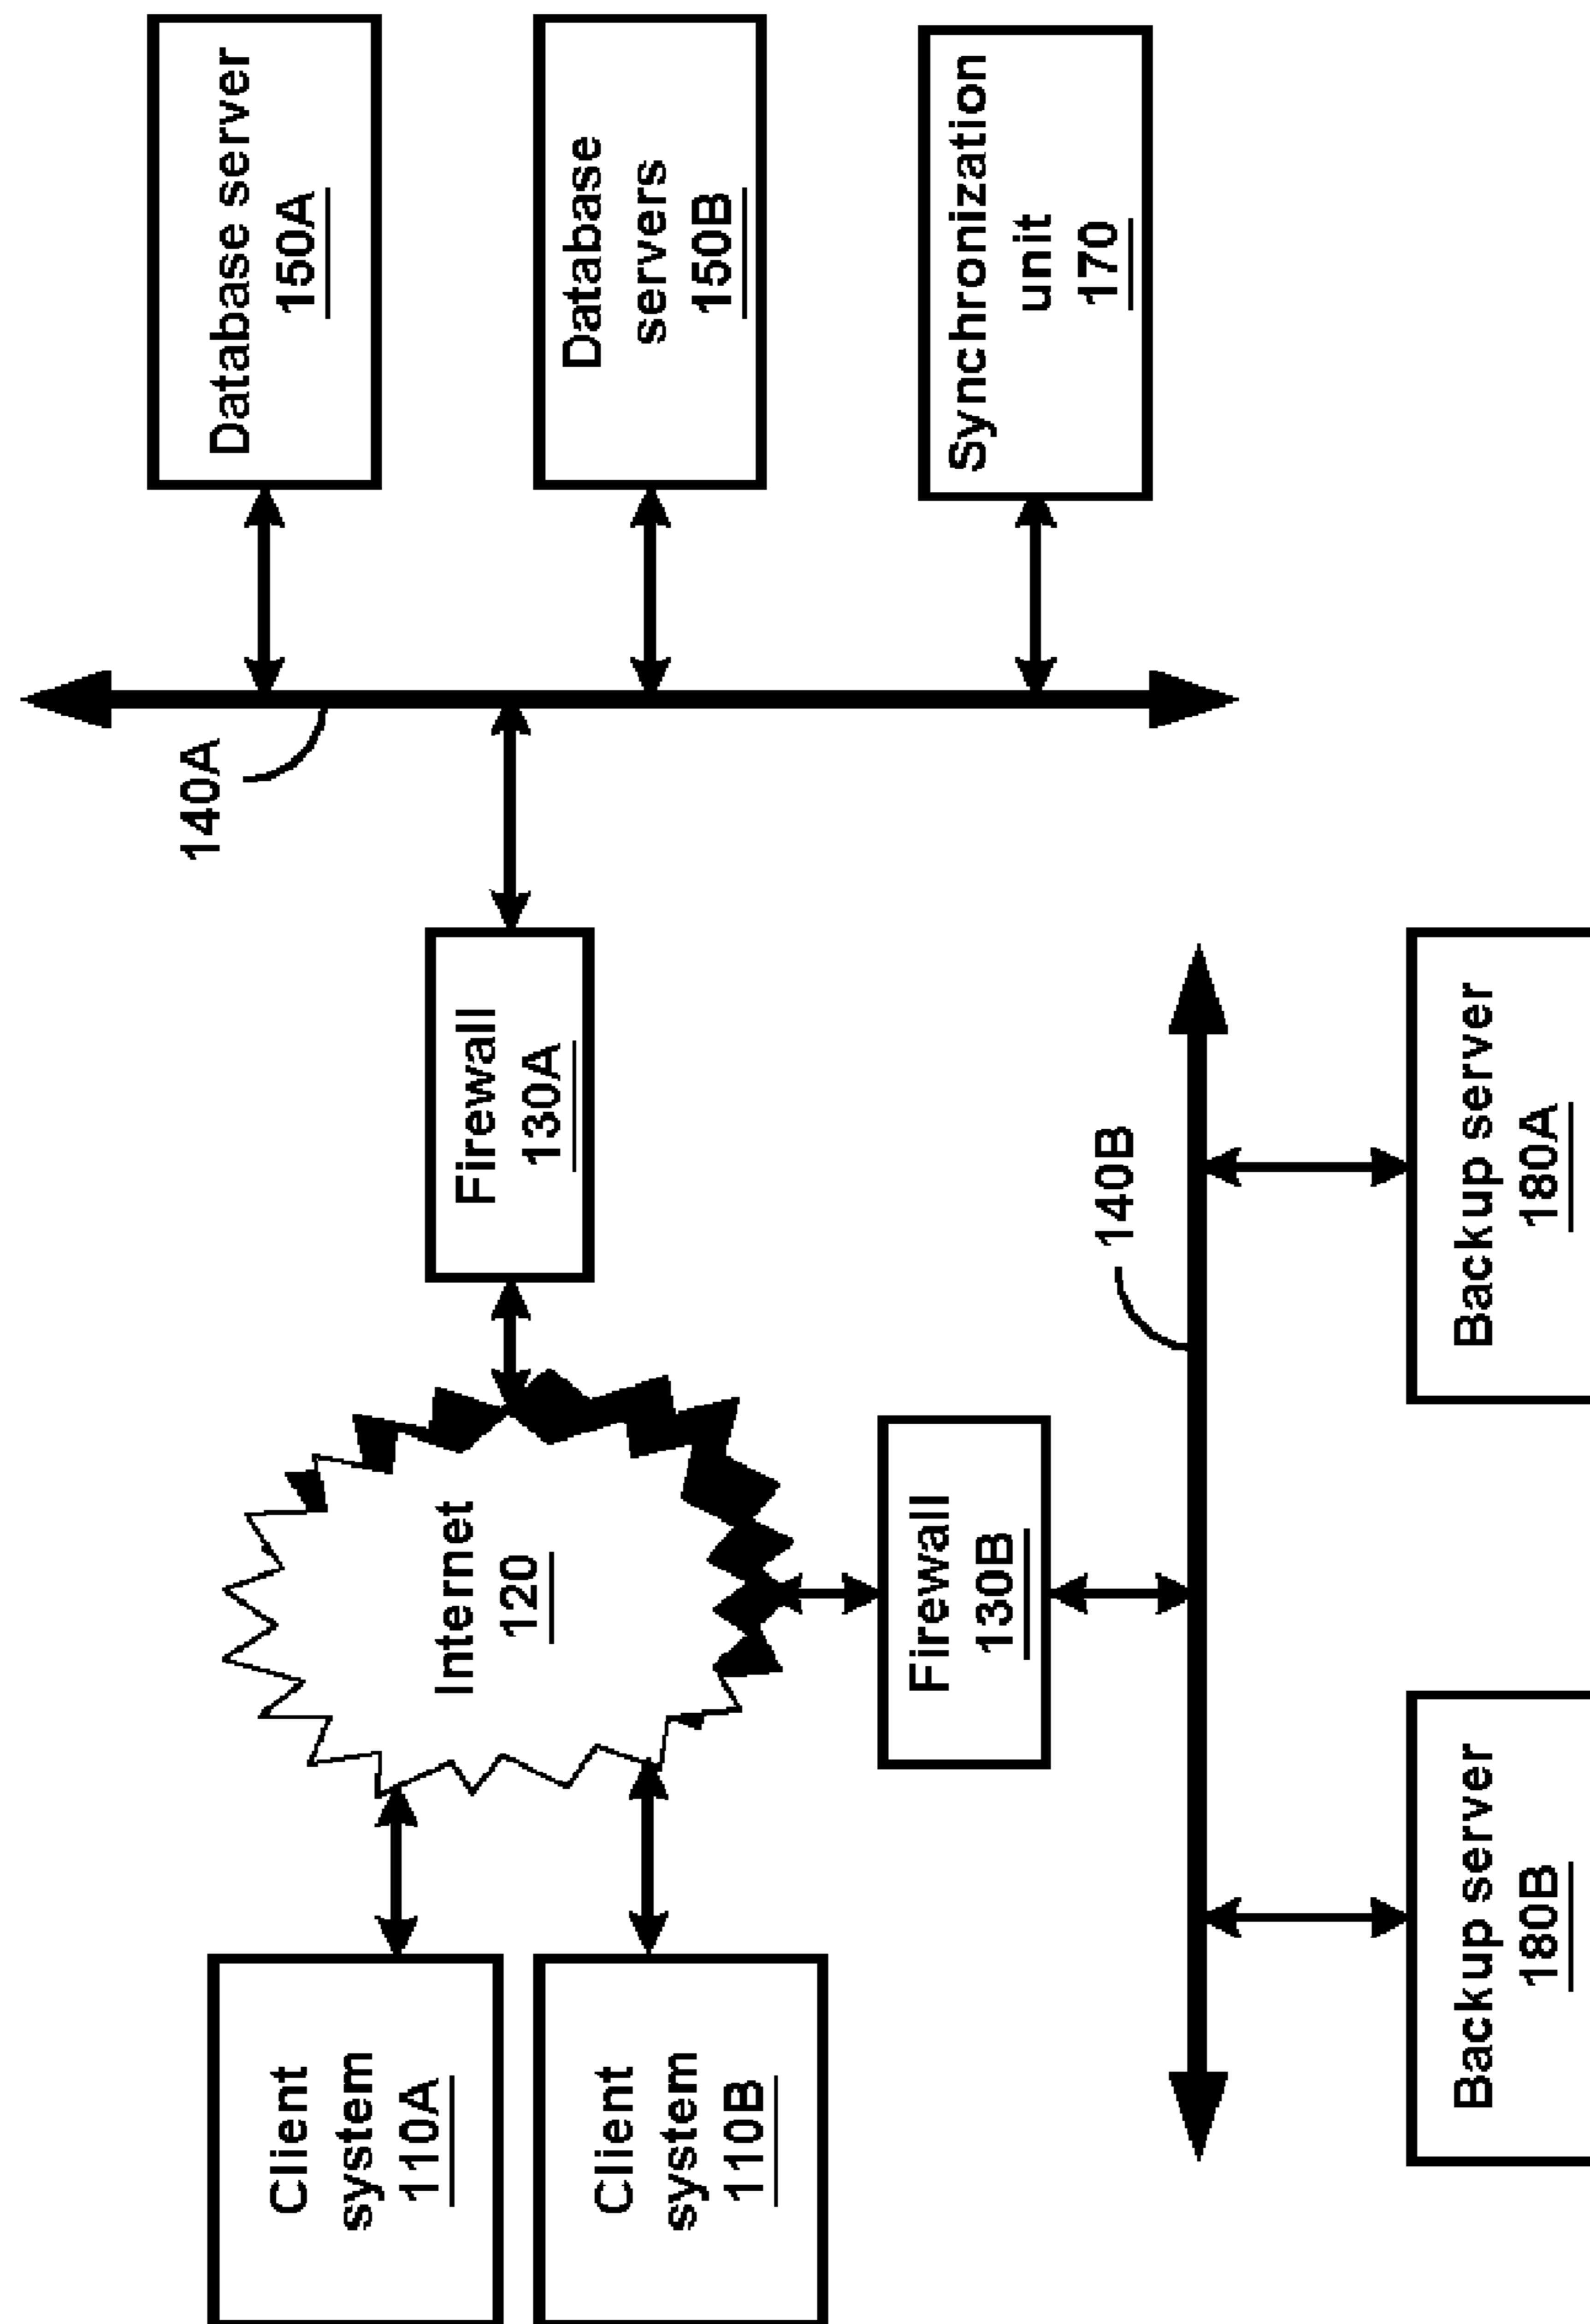 Client
system
110A
Client
system
110B
Internet
120
Firewall
130A
140A
Database server
150A
Database
servers
150B
Synchronization
unit
170
Firewall
130B
140B
Backup server
180B
Backup server
180A